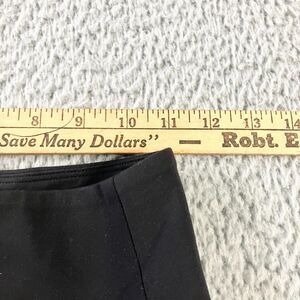 8 9 10 11 12 13 14
Save Many Dollars" — Robt. E